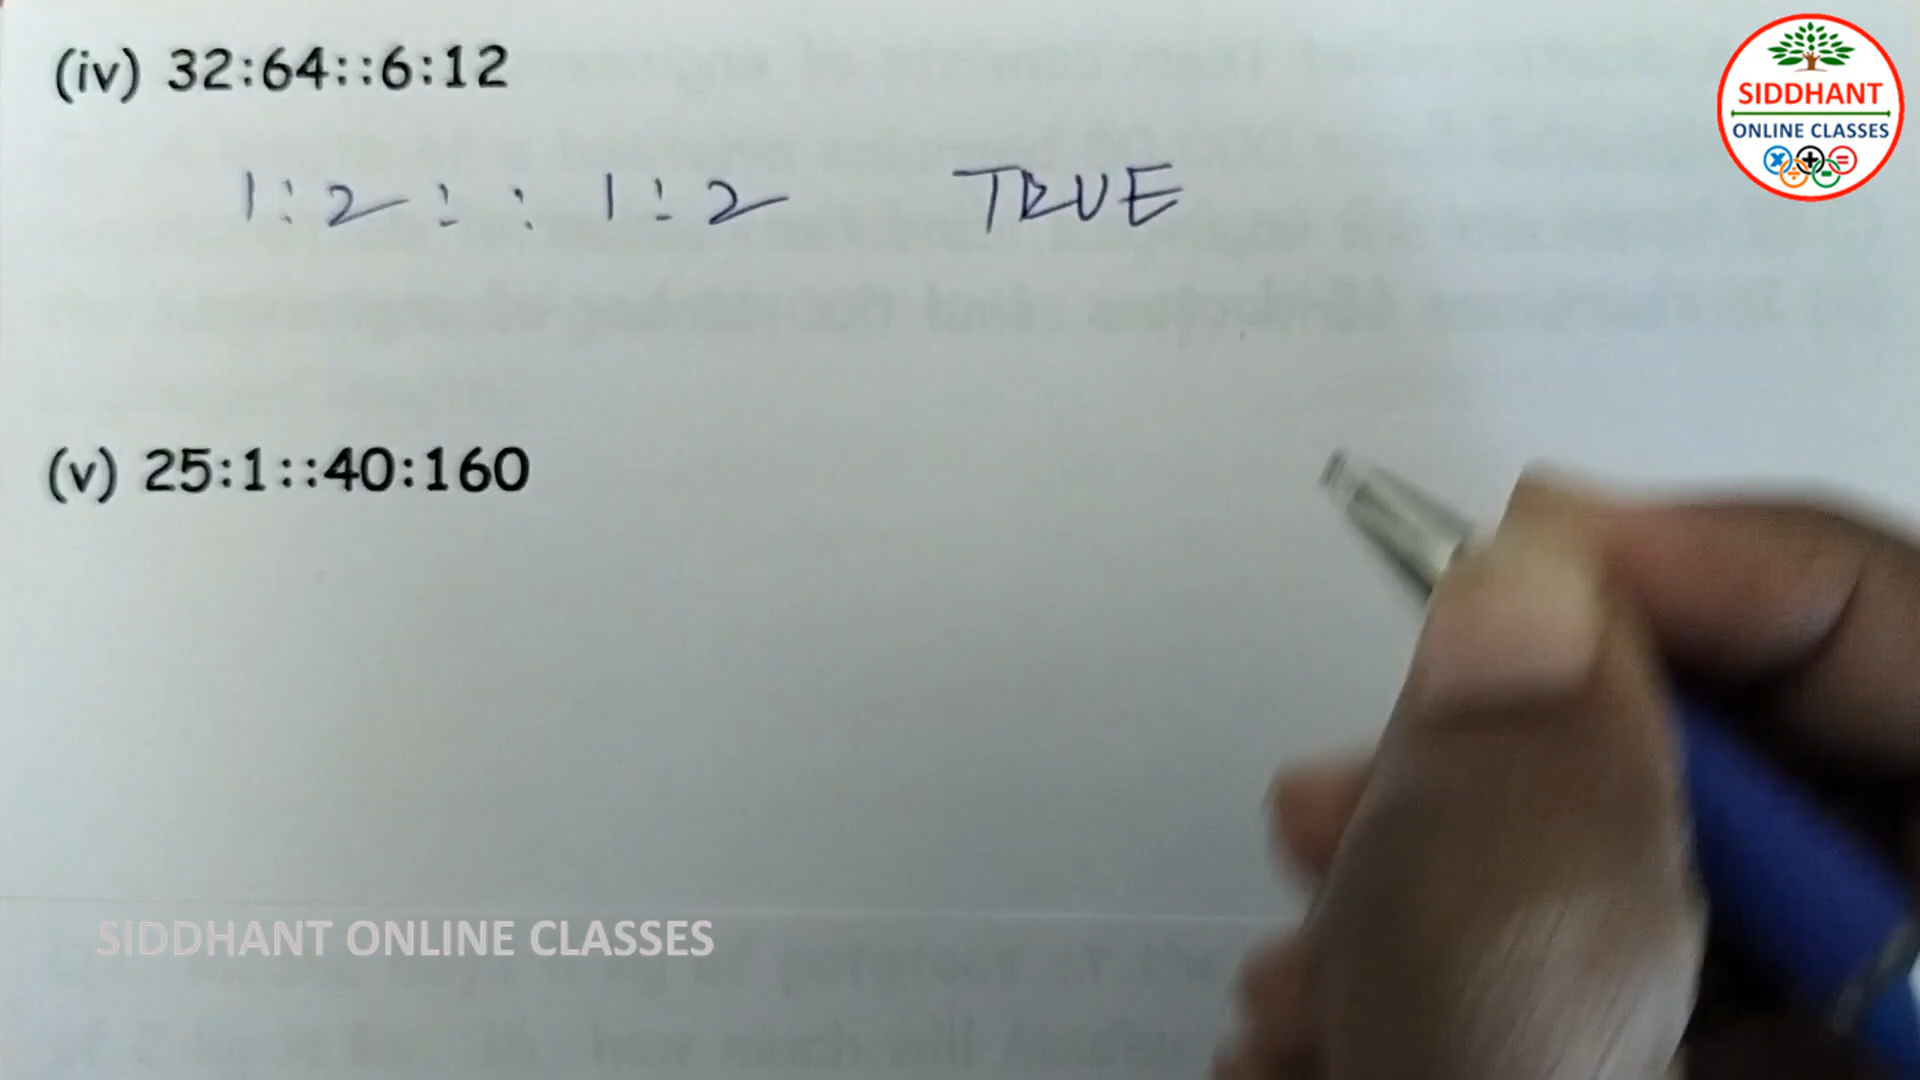 (iv) 32:64::6:12
SIDDHANT
ONLINE CLASSES
1:2 :: 1:2 TRUE
(v) 25:1::40:160
SIDDHANT ONLINE CLASSES